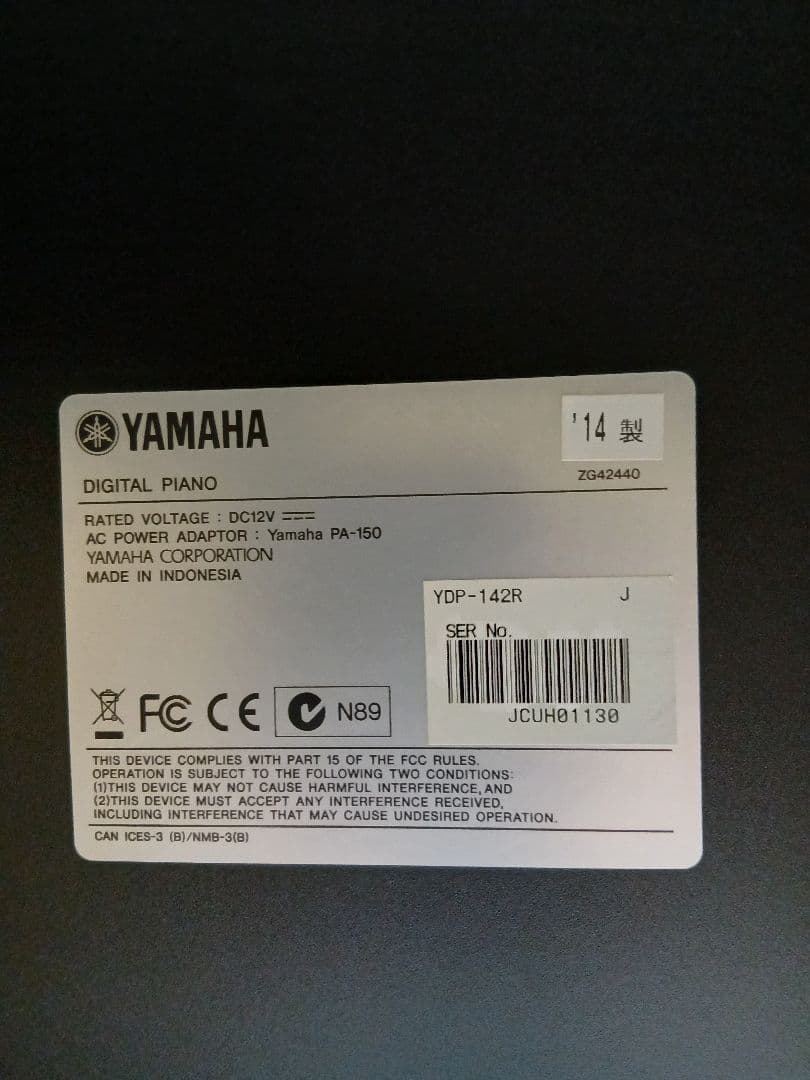 YAMAHA
'14 製
DIGITAL PIANO
ZG42440
RATED VOLTAGE : DC12V
AC POWER ADAPTOR : Yamaha PA-150
YAMAHA CORPORATION
MADE IN INDONESIA
YDP-142R J
SER No.
JCUH01130
FC CE N89
THIS DEVICE COMPLIES WITH PART 15 OF THE FCC RULES.
OPERATION IS SUBJECT TO THE FOLLOWING TWO CONDITIONS:
(1)THIS DEVICE MAY NOT CAUSE HARMFUL INTERFERENCE, AND
(2)THIS DEVICE MUST ACCEPT ANY INTERFERENCE RECEIVED,
INCLUDING INTERFERENCE THAT MAY CAUSE UNDESIRED OPERATION.
CAN ICES-3 (B)/NMB-3(B)